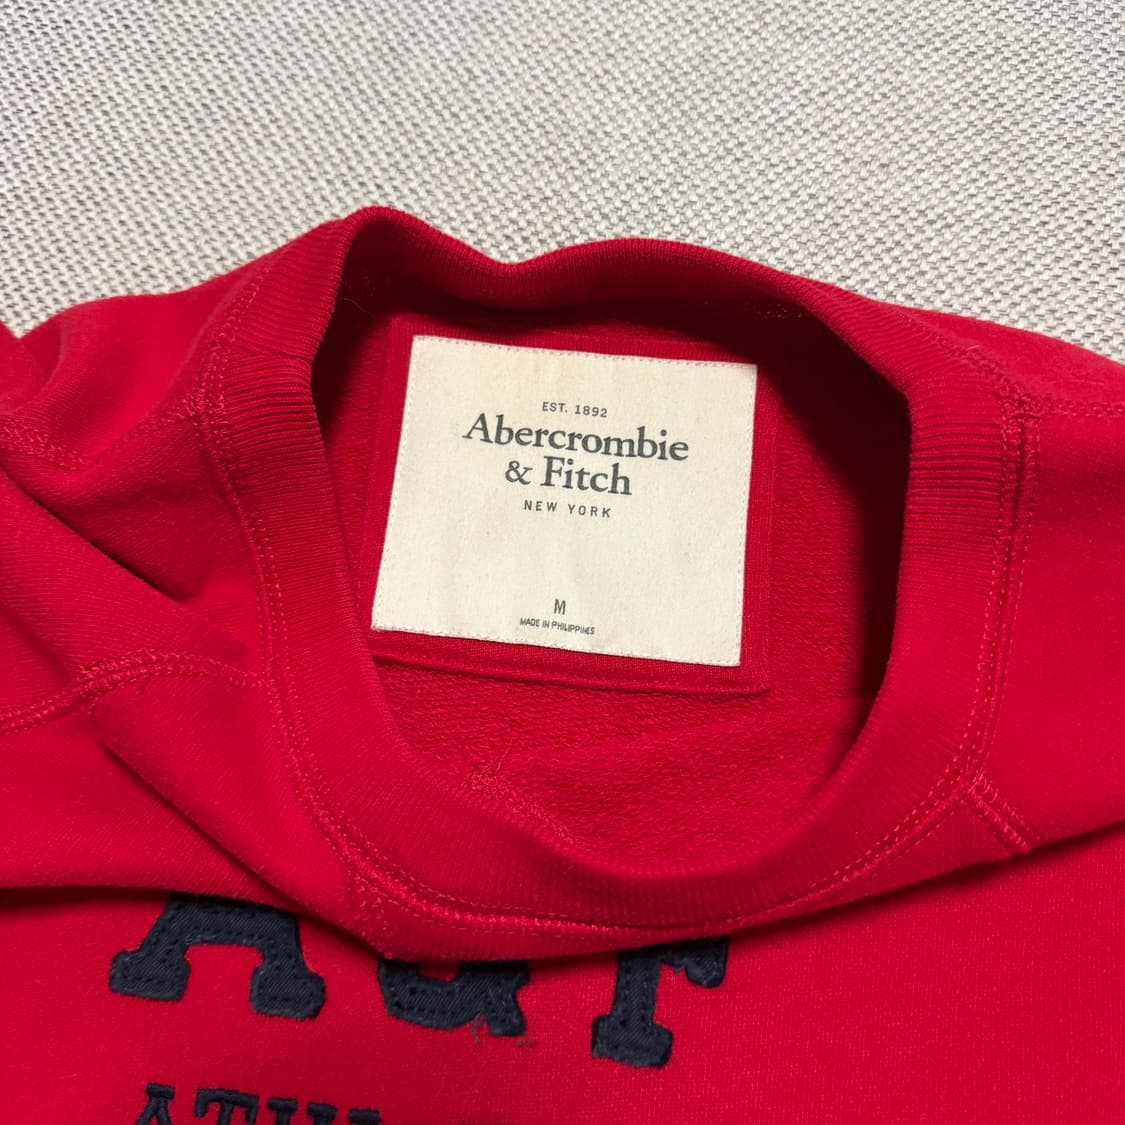 EST. 1892
Abercrombie
& Fitch
NEW YORK
M
MADE IN PHILIPPINES
A&F